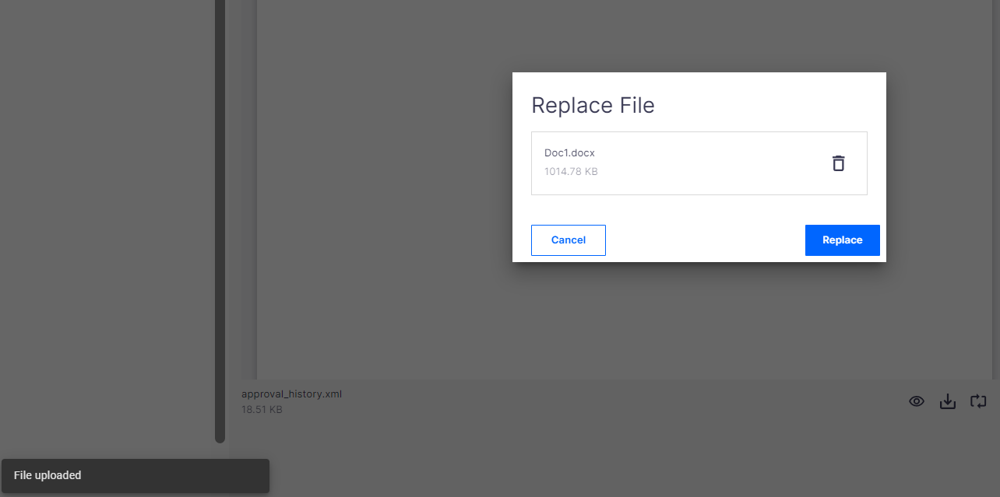 Replace File
Doc1.docx
1014.78 KB
Cancel
Replace
approval_history.xml
18.51 KB
File uploaded